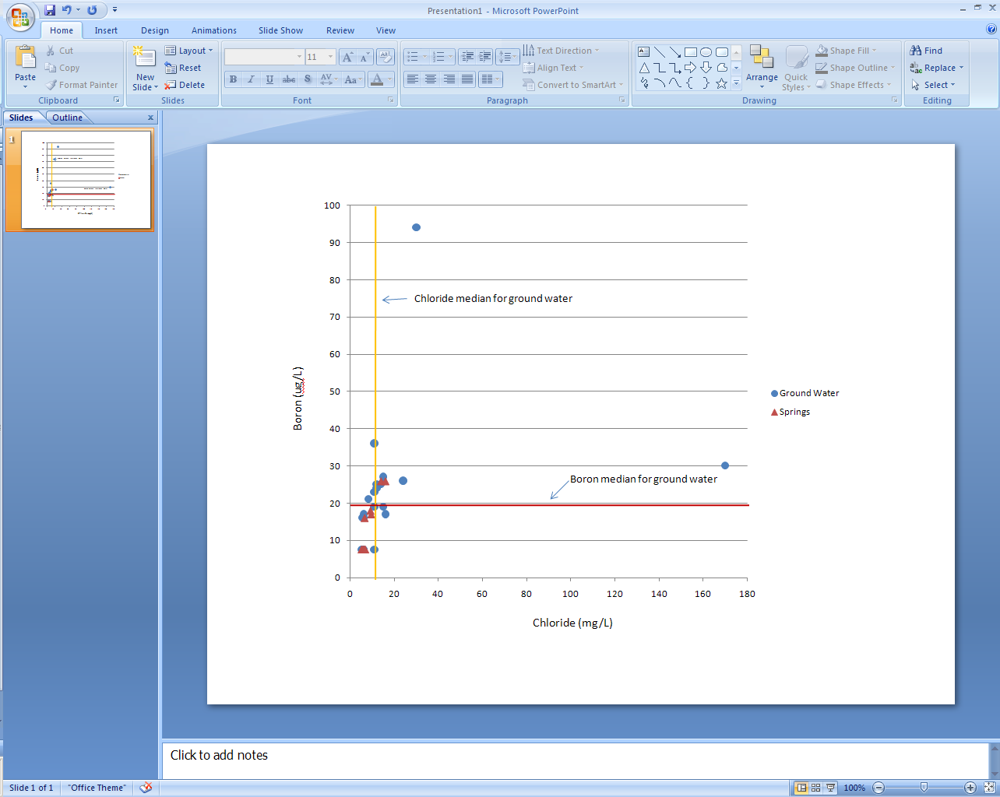 Presentation1 - Microsoft PowerPoint
Home Insert Design Animations Slide Show Review View
Paste
Cut
Copy
Format Painter
Clipboard
New Slide
Layout
Reset
Delete
Slides
11
B I U abc S AV Aa A
Font
Text Direction
Align Text
Convert to SmartArt
Paragraph
Arrange
Quick Styles
Shape Fill
Shape Outline
Shape Effects
Drawing
Find
Replace
Select
Editing
Slides Outline x
1
100
90
80
70
60
50
40
30
20
10
0
Boron (ug/L)
Chloride median for ground water
Boron median for ground water
Ground Water
Springs
0 20 40 60 80 100 120 140 160 180
Chloride (mg/L)
Click to add notes
Slide 1 of 1 "Office Theme" 100%